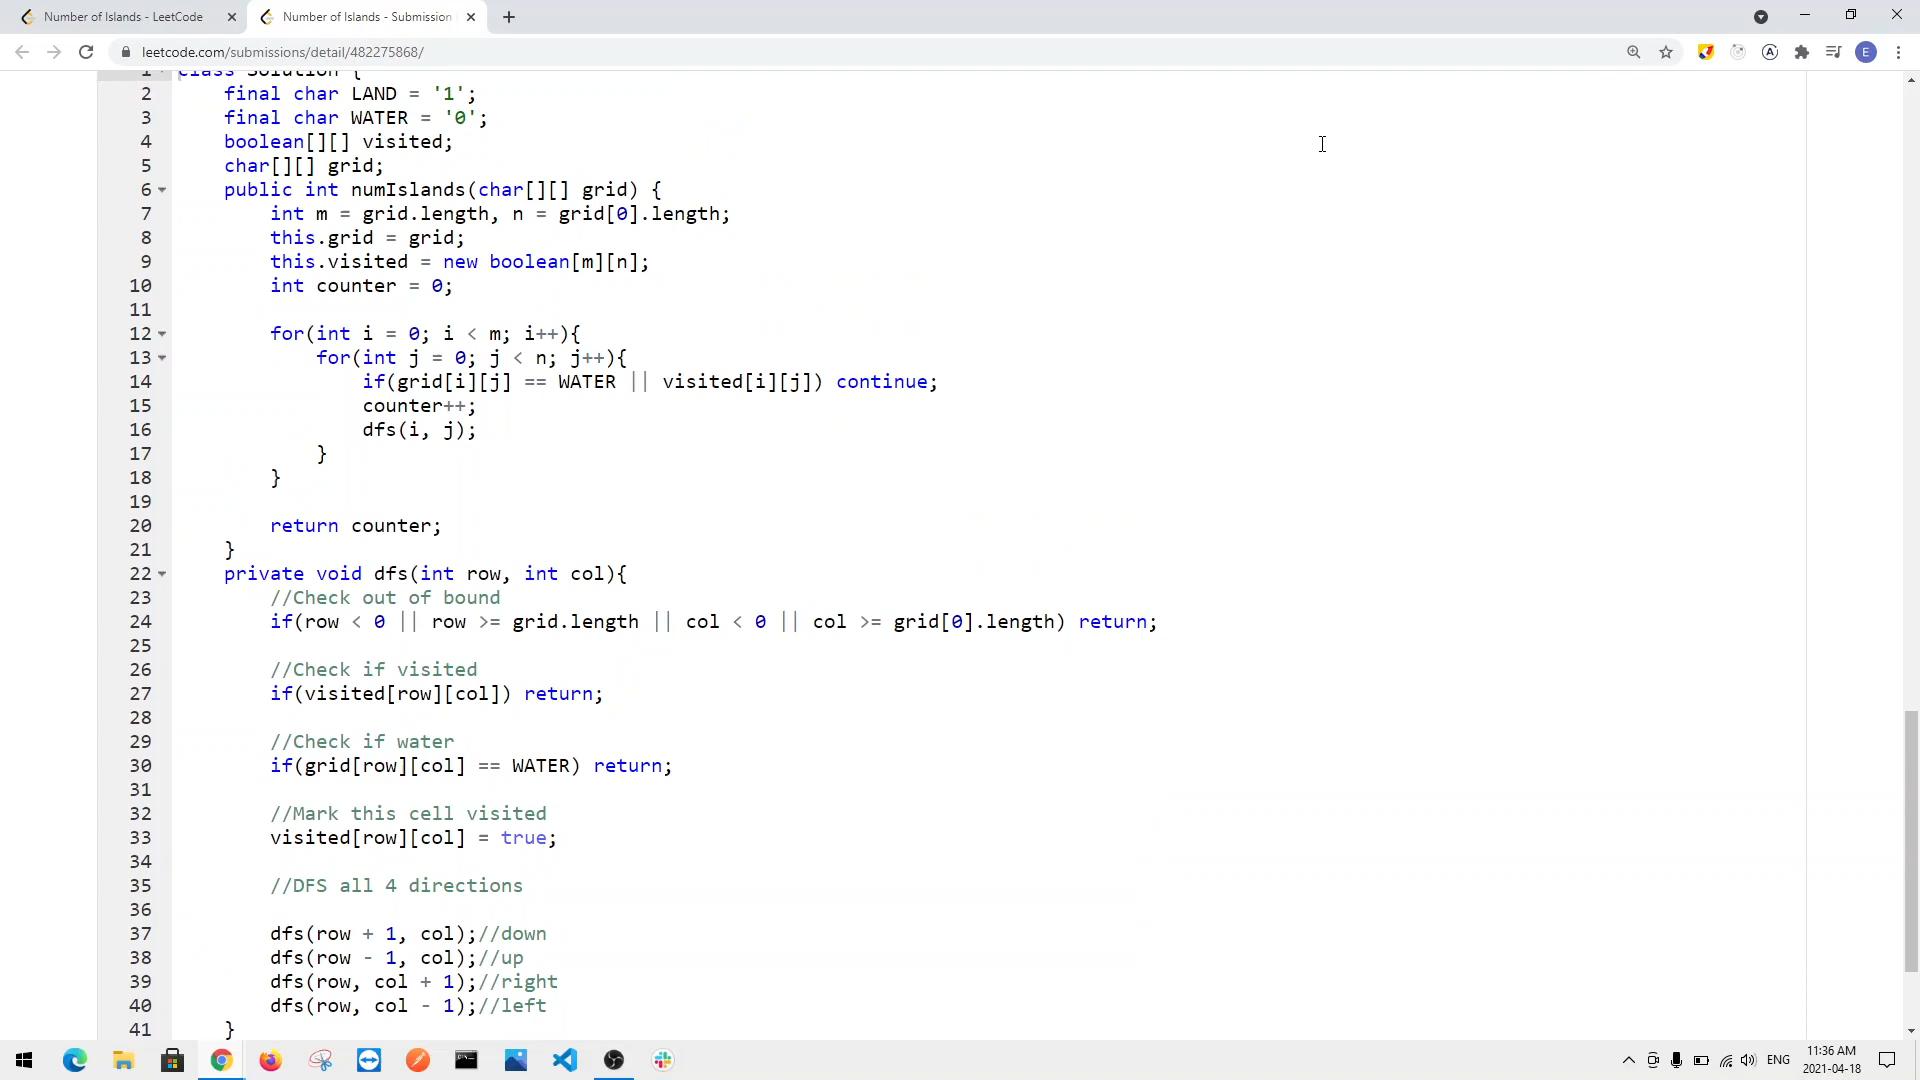 Number of Islands - LeetCode
Number of Islands - Submission
leetcode.com/submissions/detail/482275868/
E
1 class Solution {
2 final char LAND = '1';
3 final char WATER = '0';
4 boolean[][] visited;
5 char[][] grid;
6 public int numIslands(char[][] grid) {
7 int m = grid.length, n = grid[0].length;
8 this.grid = grid;
9 this.visited = new boolean[m][n];
10 int counter = 0;
11
12 for(int i = 0; i < m; i++){
13 for(int j = 0; j < n; j++){
14 if(grid[i][j] == WATER || visited[i][j]) continue;
15 counter++;
16 dfs(i, j);
17 }
18 }
19
20 return counter;
21 }
22 private void dfs(int row, int col){
23 //Check out of bound
24 if(row < 0 || row >= grid.length || col < 0 || col >= grid[0].length) return;
25
26 //Check if visited
27 if(visited[row][col]) return;
28
29 //Check if water
30 if(grid[row][col] == WATER) return;
31
32 //Mark this cell visited
33 visited[row][col] = true;
34
35 //DFS all 4 directions
36
37 dfs(row + 1, col);//down
38 dfs(row - 1, col);//up
39 dfs(row, col + 1);//right
40 dfs(row, col - 1);//left
41 }
ENG
11:36 AM
2021-04-18